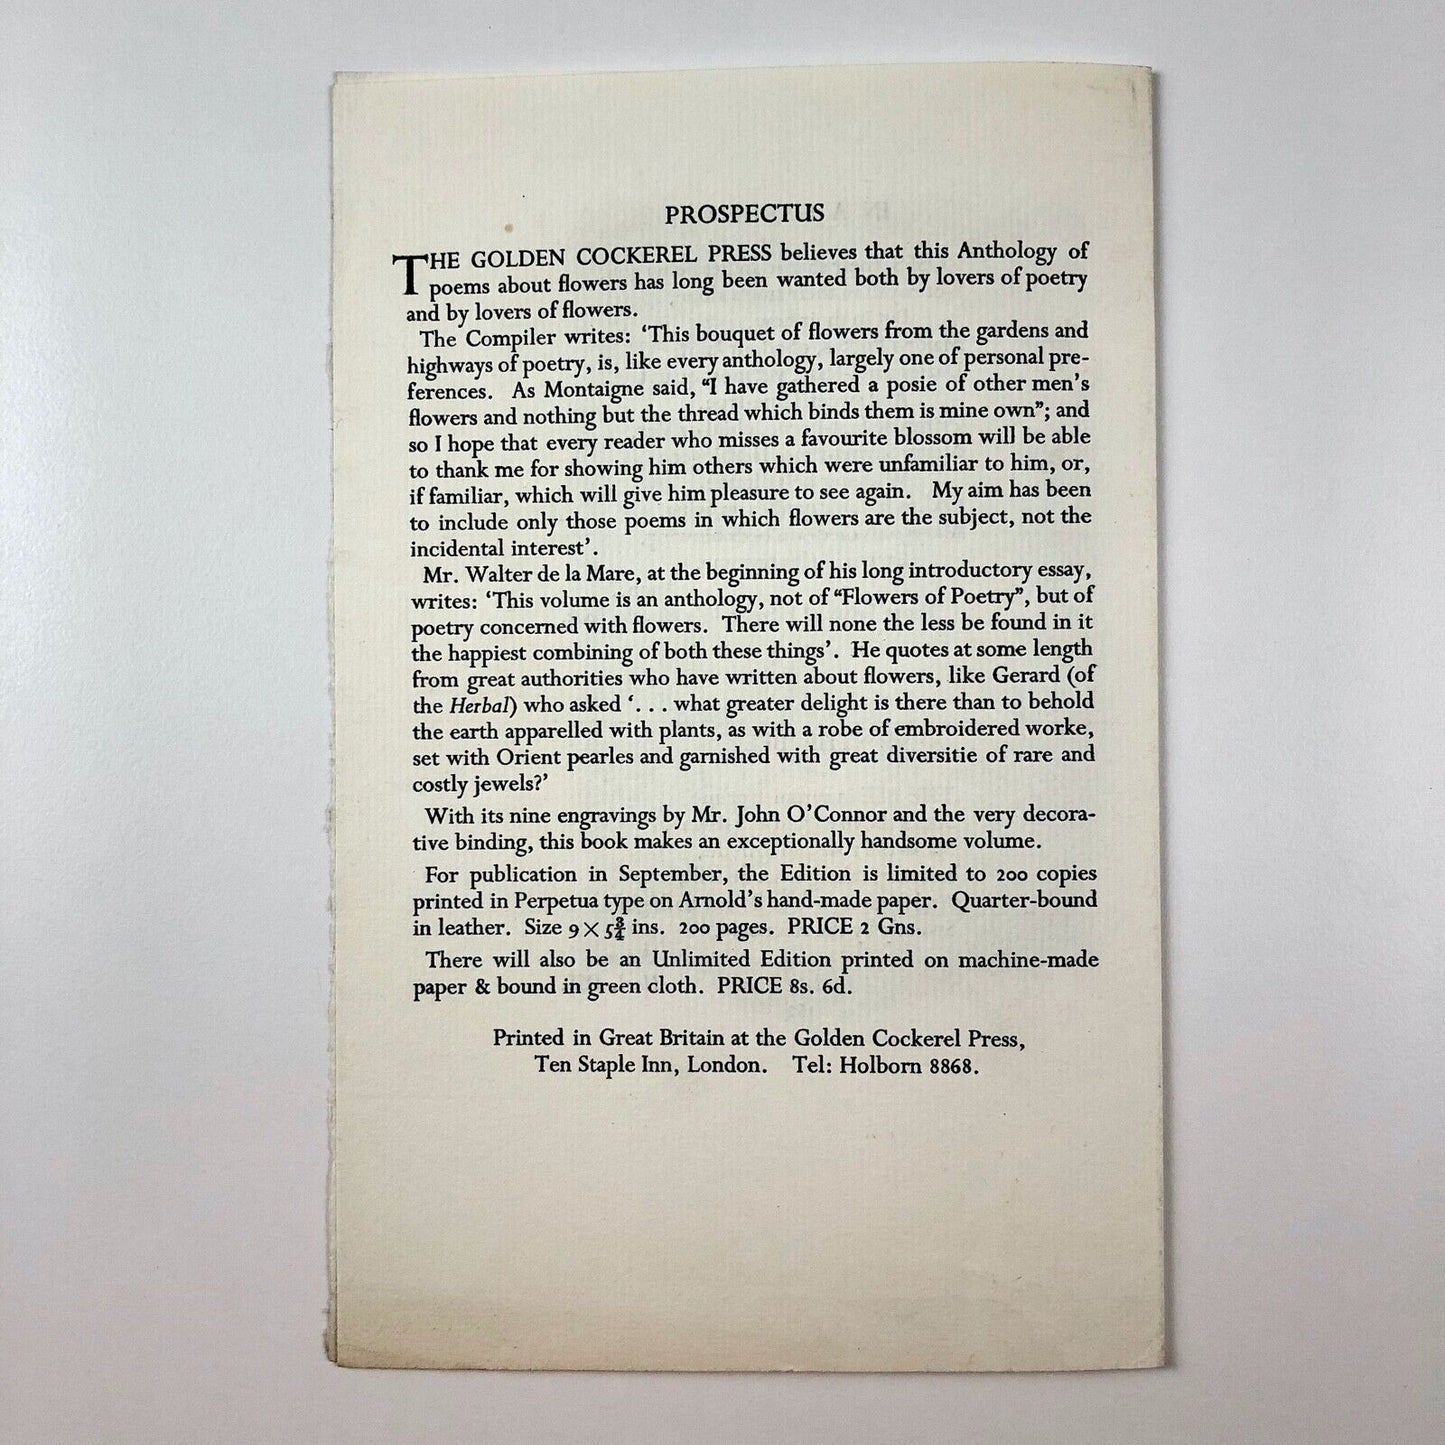 PROSPECTUS
THE GOLDEN COCKEREL PRESS believes that this Anthology of
poems about flowers has long been wanted both by lovers of poetry
and by lovers of flowers.
The Compiler writes: ‘This bouquet of flowers from the gardens and
highways of poetry, is, like every anthology, largely one of personal pre-
ferences. As Montaigne said, “I have gathered a posie of other men’s
flowers and nothing but the thread which binds them is mine own”; and
so I hope that every reader who misses a favourite blossom will be able
to thank me for showing him others which were unfamiliar to him, or,
if familiar, which will give him pleasure to see again. My aim has been
to include only those poems in which flowers are the subject, not the
incidental interest’.
Mr. Walter de la Mare, at the beginning of his long introductory essay,
writes: ‘This volume is an anthology, not of “Flowers of Poetry”, but of
poetry concerned with flowers. There will none the less be found in it
the happiest combining of both these things’. He quotes at some length
from great authorities who have written about flowers, like Gerard (of
the Herbal) who asked ‘. . . what greater delight is there than to behold
the earth apparelled with plants, as with a robe of embroidered worke,
set with Orient pearles and garnished with great diversitie of rare and
costly jewels?’
With its nine engravings by Mr. John O’Connor and the very decora-
tive binding, this book makes an exceptionally handsome volume.
For publication in September, the Edition is limited to 200 copies
printed in Perpetua type on Arnold’s hand-made paper. Quarter-bound
in leather. Size 9 × 5¾ ins. 200 pages. PRICE 2 Gns.
There will also be an Unlimited Edition printed on machine-made
paper & bound in green cloth. PRICE 8s. 6d.
Printed in Great Britain at the Golden Cockerel Press,
Ten Staple Inn, London. Tel: Holborn 8868.